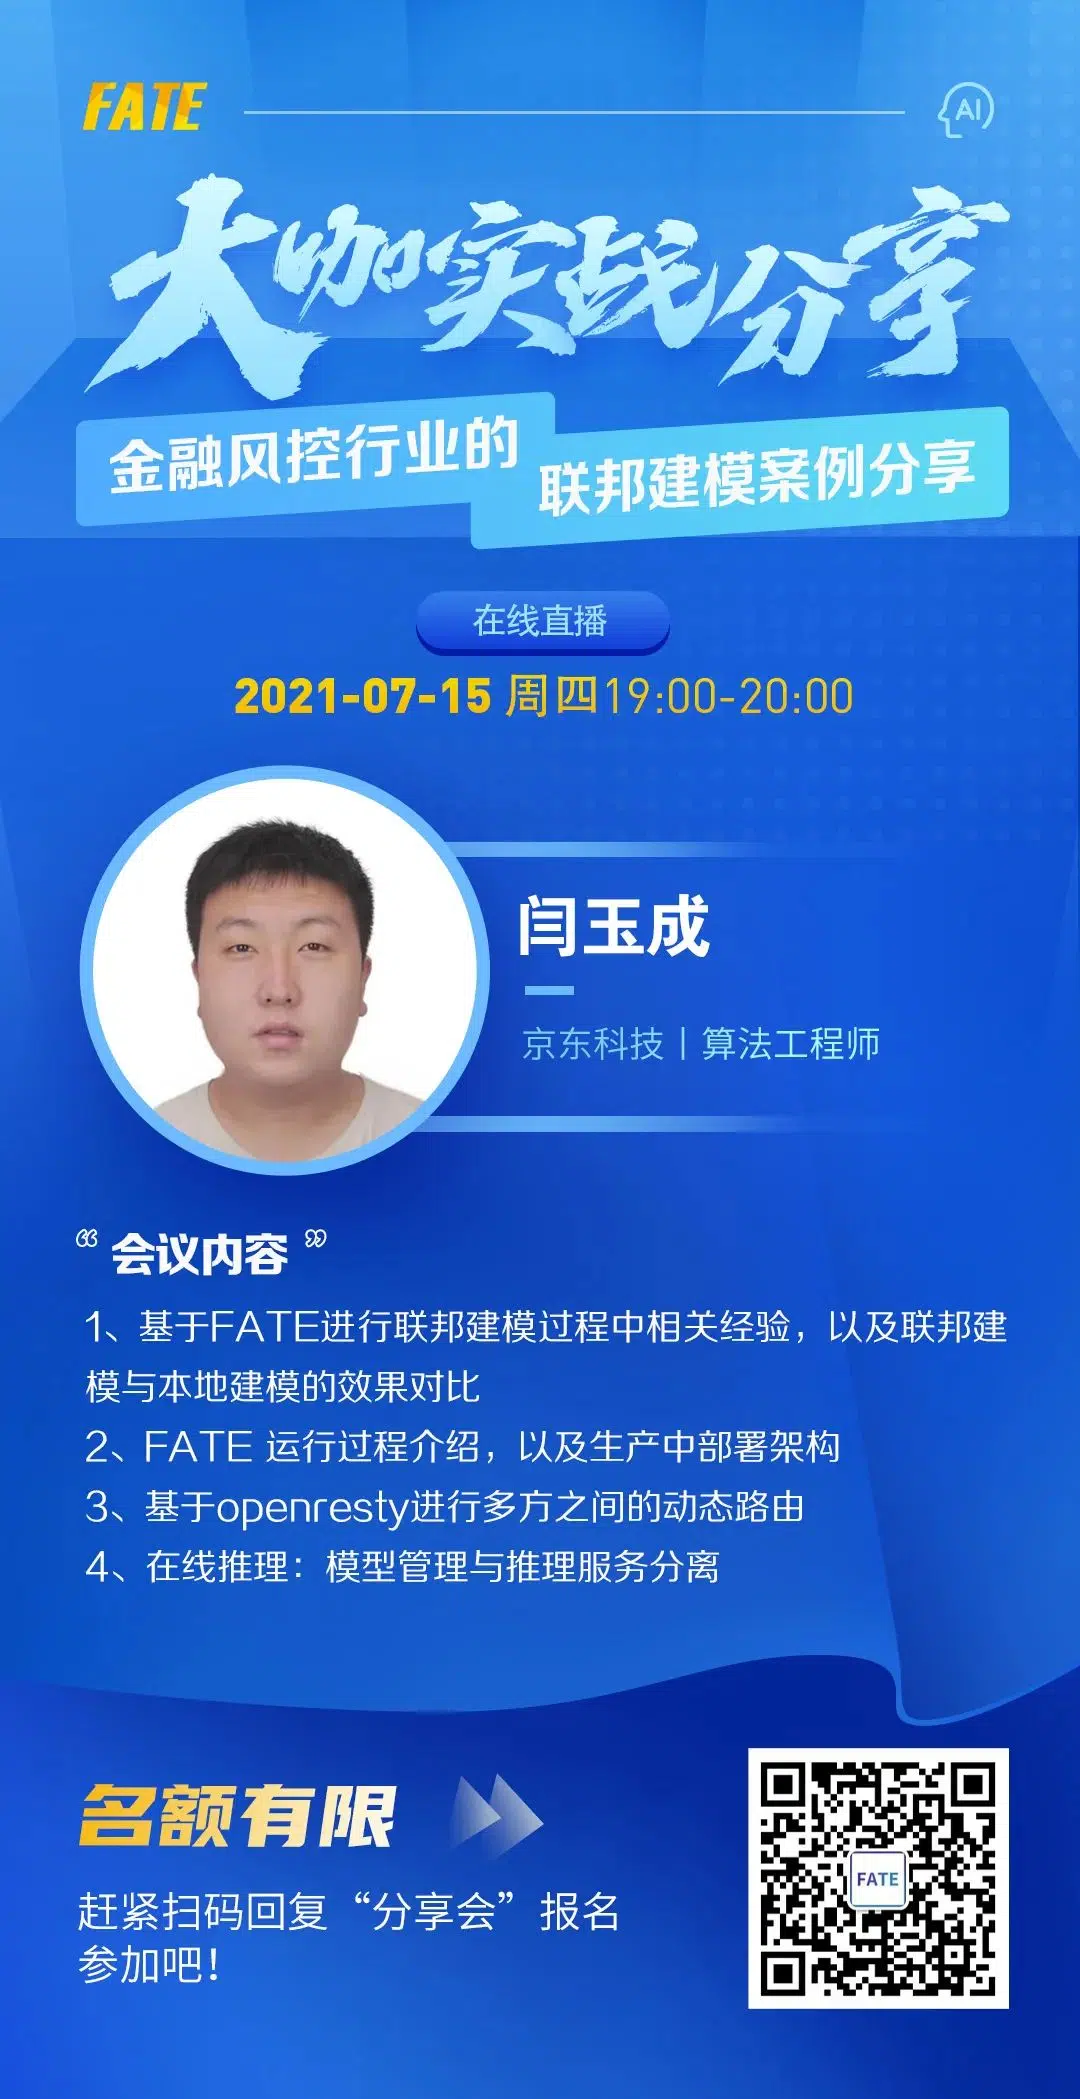 FATE
AI
大咖实战分享
金融风控行业的
联邦建模案例分享
在线直播
2021-07-15 周四19:00-20:00
闫玉成
京东科技丨算法工程师
“会议内容”
1、基于FATE进行联邦建模过程中相关经验，以及联邦建
模与本地建模的效果对比
2、FATE 运行过程介绍，以及生产中部署架构
3、基于openresty进行多方之间的动态路由
4、在线推理：模型管理与推理服务分离
名额有限
赶紧扫码回复“分享会”报名
参加吧！
FATE